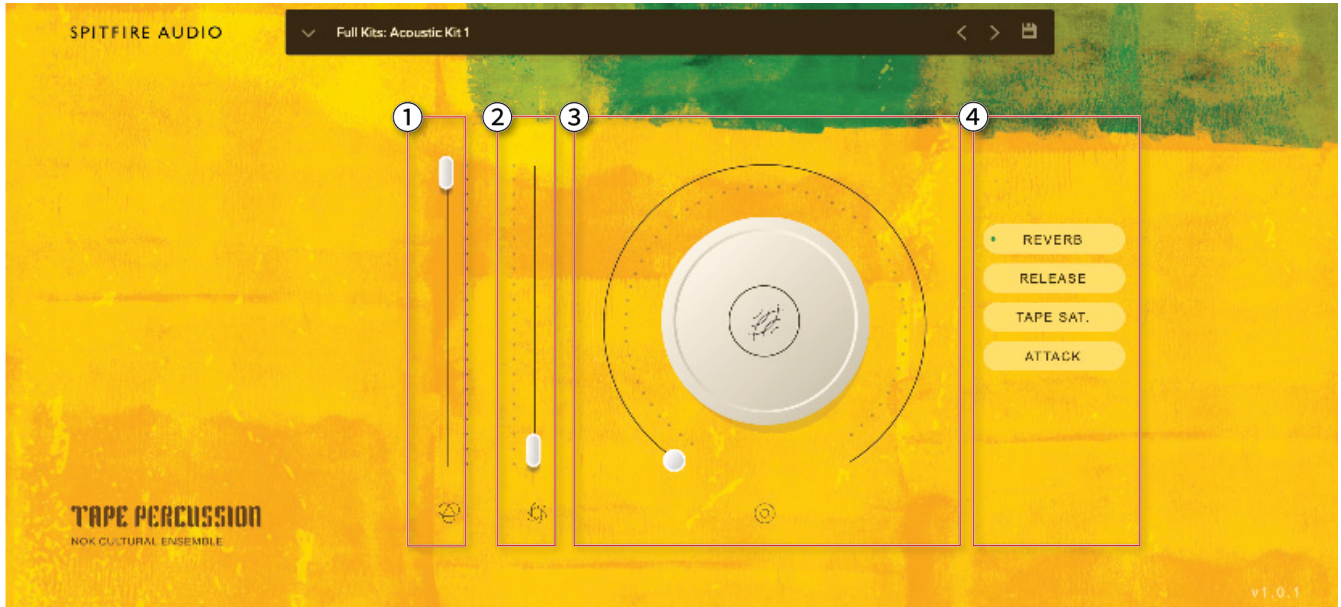 SPITFIRE AUDIO
Full Kits: Acoustic Kit 1
1
2
3
4
REVERB
RELEASE
TAPE SAT.
ATTACK
TAPE PERCUSSION
NOK CULTURAL ENSEMBLE
v1.0.1